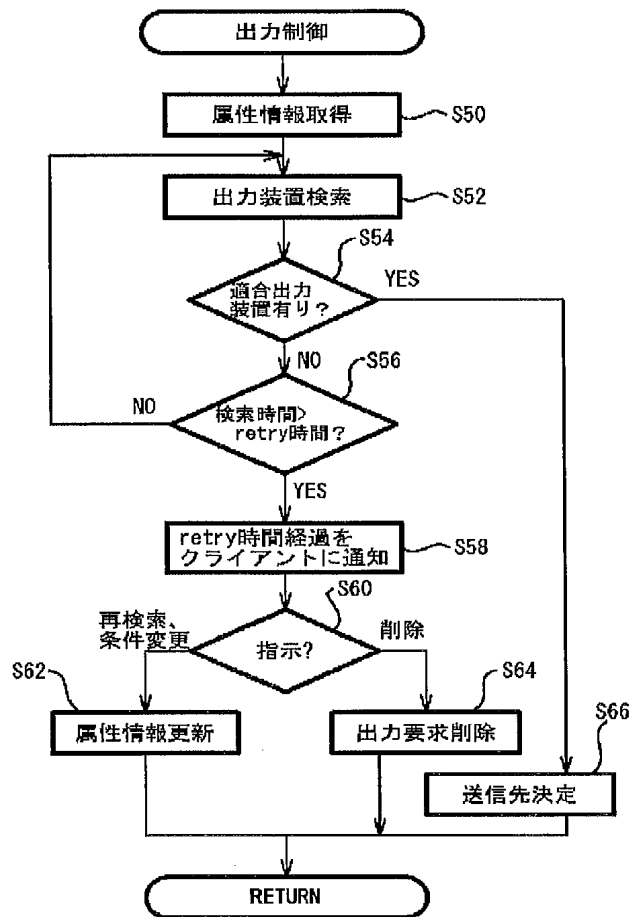 出力制御
属性情報取得
S50
出力装置検索
S52
S54
適合出力
装置有り?
YES
NO
S56
検索時間>
retry時間?
NO
YES
retry時間経過を
クライアントに通知
S58
S60
再検索、
条件変更
指示?
削除
S62
属性情報更新
S64
出力要求削除
S66
送信先決定
RETURN